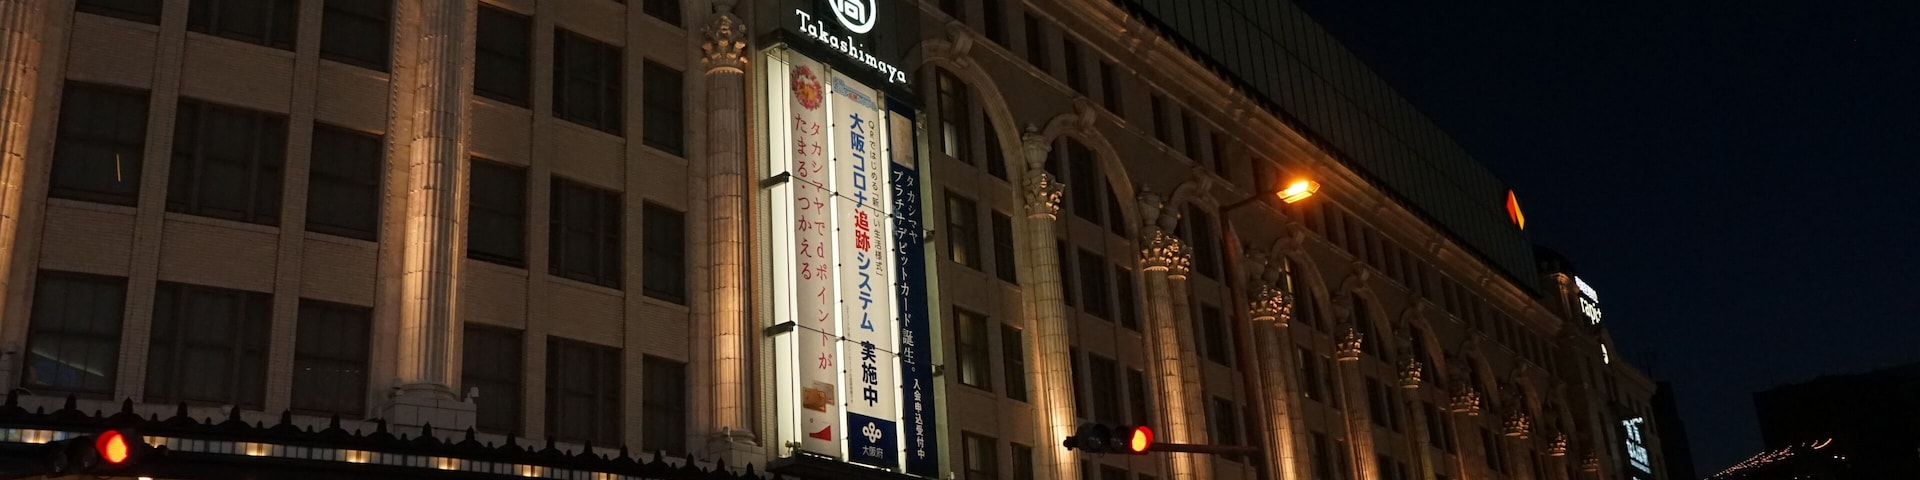 髙
Takashimaya
タカシマヤでdポイントが
たまる・つかえる
QRではじめる「新しい生活様式」
大阪コロナ追跡システム 実施中
大阪府
タカシマヤ
プラチナデビットカード誕生。入会申込受付中